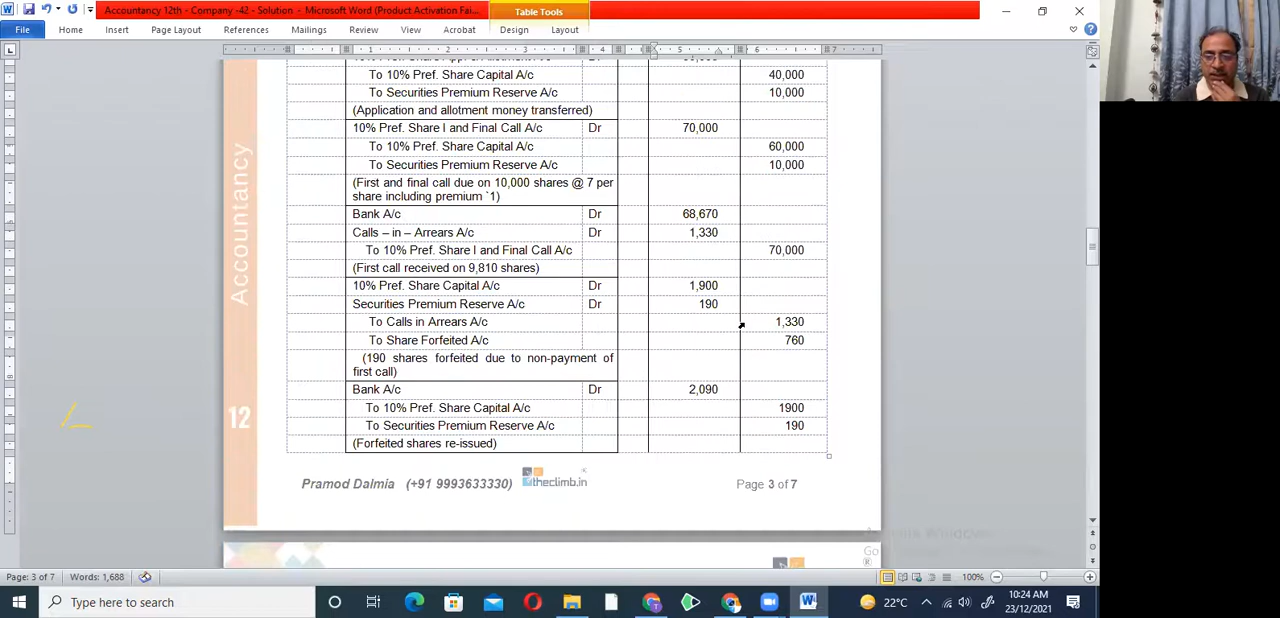 Accountancy 12th - Company -42 - Solution - Microsoft Word (Product Activation Fai...
Table Tools
File Home Insert Page Layout References Mailings Review View Acrobat Design Layout
1 2 3 4 5 6 7
To 10% Pref. Share Capital A/c 40,000
To Securities Premium Reserve A/c 10,000
(Application and allotment money transferred)
10% Pref. Share I and Final Call A/c Dr 70,000
To 10% Pref. Share Capital A/c 60,000
To Securities Premium Reserve A/c 10,000
(First and final call due on 10,000 shares @ 7 per
share including premium `1)
Bank A/c Dr 68,670
Calls – in – Arrears A/c Dr 1,330
To 10% Pref. Share I and Final Call A/c 70,000
(First call received on 9,810 shares)
10% Pref. Share Capital A/c Dr 1,900
Securities Premium Reserve A/c Dr 190
To Calls in Arrears A/c 1,330
To Share Forfeited A/c 760
(190 shares forfeited due to non-payment of
first call)
Bank A/c Dr 2,090
To 10% Pref. Share Capital A/c 1900
To Securities Premium Reserve A/c 190
(Forfeited shares re-issued)
Accountancy
12
Pramod Dalmia (+91 9993633330) theclimb.in Page 3 of 7
Go
Page: 3 of 7 Words: 1,688 100%
Type here to search
22°C
10:24 AM
23/12/2021